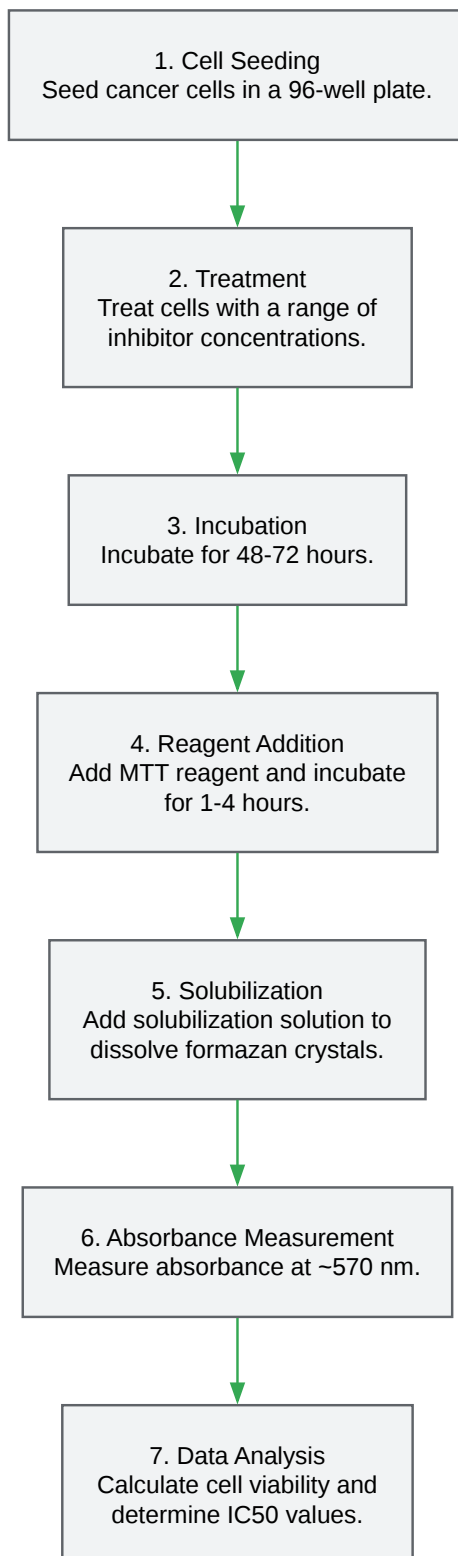 1. Cell Seeding
Seed cancer cells in a 96-well plate.
2. Treatment
Treat cells with a range of
inhibitor concentrations.
3. Incubation
Incubate for 48-72 hours.
4. Reagent Addition
Add MTT reagent and incubate
for 1-4 hours.
5. Solubilization
Add solubilization solution to
dissolve formazan crystals.
6. Absorbance Measurement
Measure absorbance at ~570 nm.
7. Data Analysis
Calculate cell viability and
determine IC50 values.